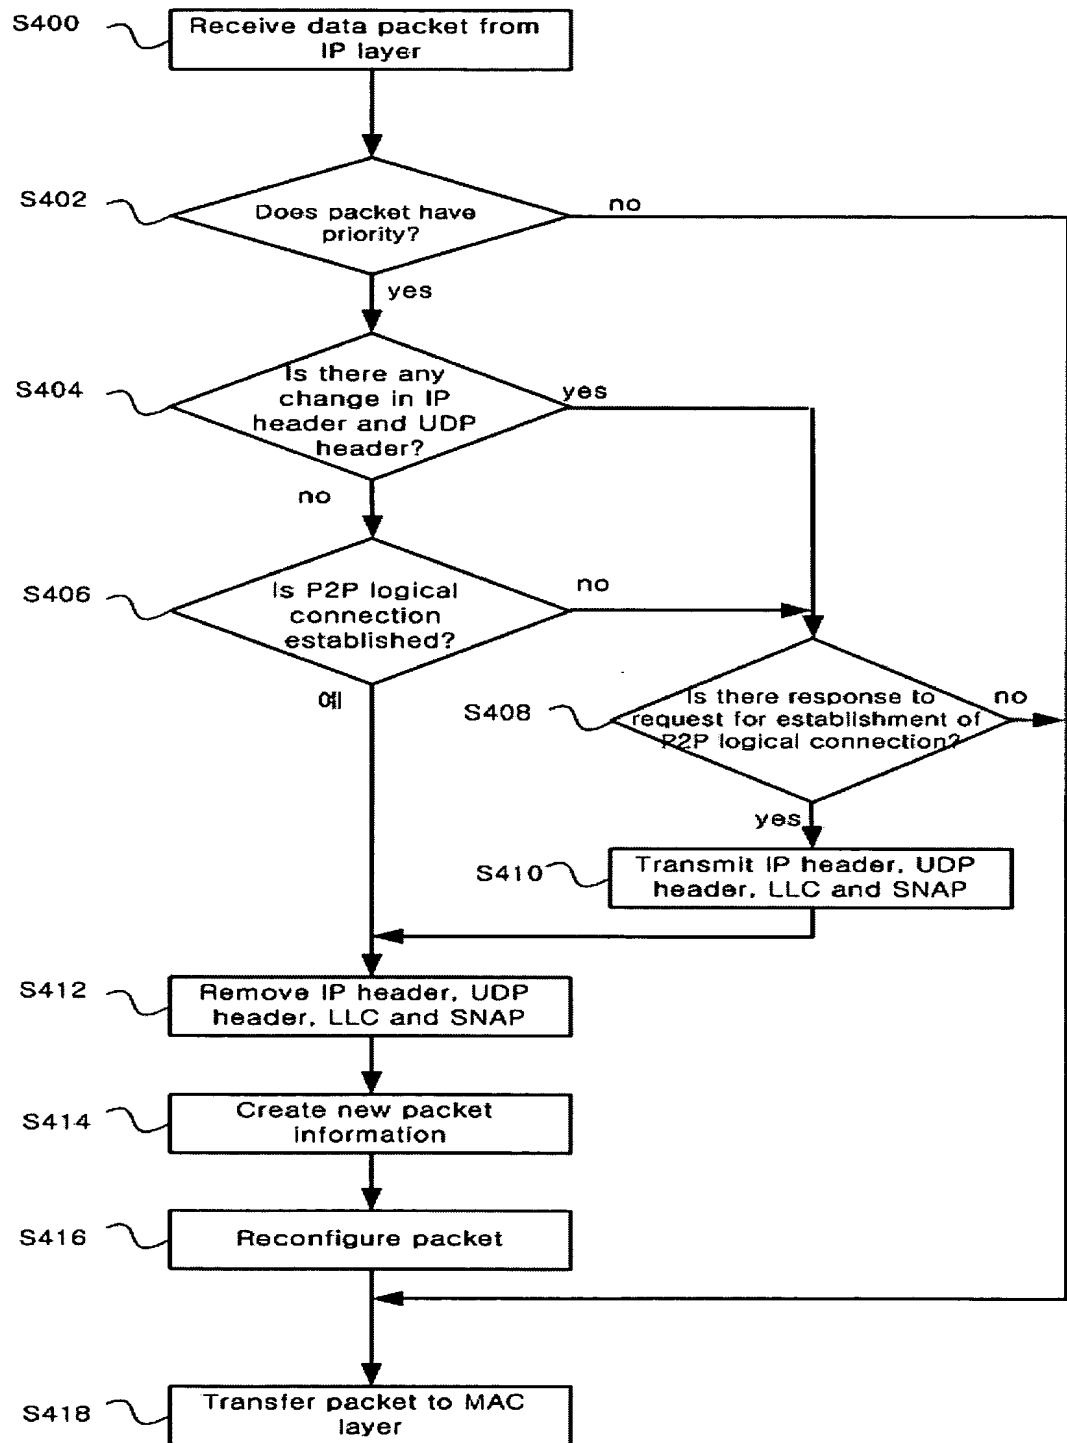 S400
Receive data packet from
IP layer
S402
Does packet have
priority?
no
yes
S404
Is there any
change in IP
header and UDP
header?
yes
no
S406
Is P2P logical
connection
established?
no
예
S408
Is there response to
request for establishment of
P2P logical connection?
no
yes
S410
Transmit IP header, UDP
header, LLC and SNAP
S412
Remove IP header, UDP
header, LLC and SNAP
S414
Create new packet
information
S416
Reconfigure packet
S418
Transfer packet to MAC
layer